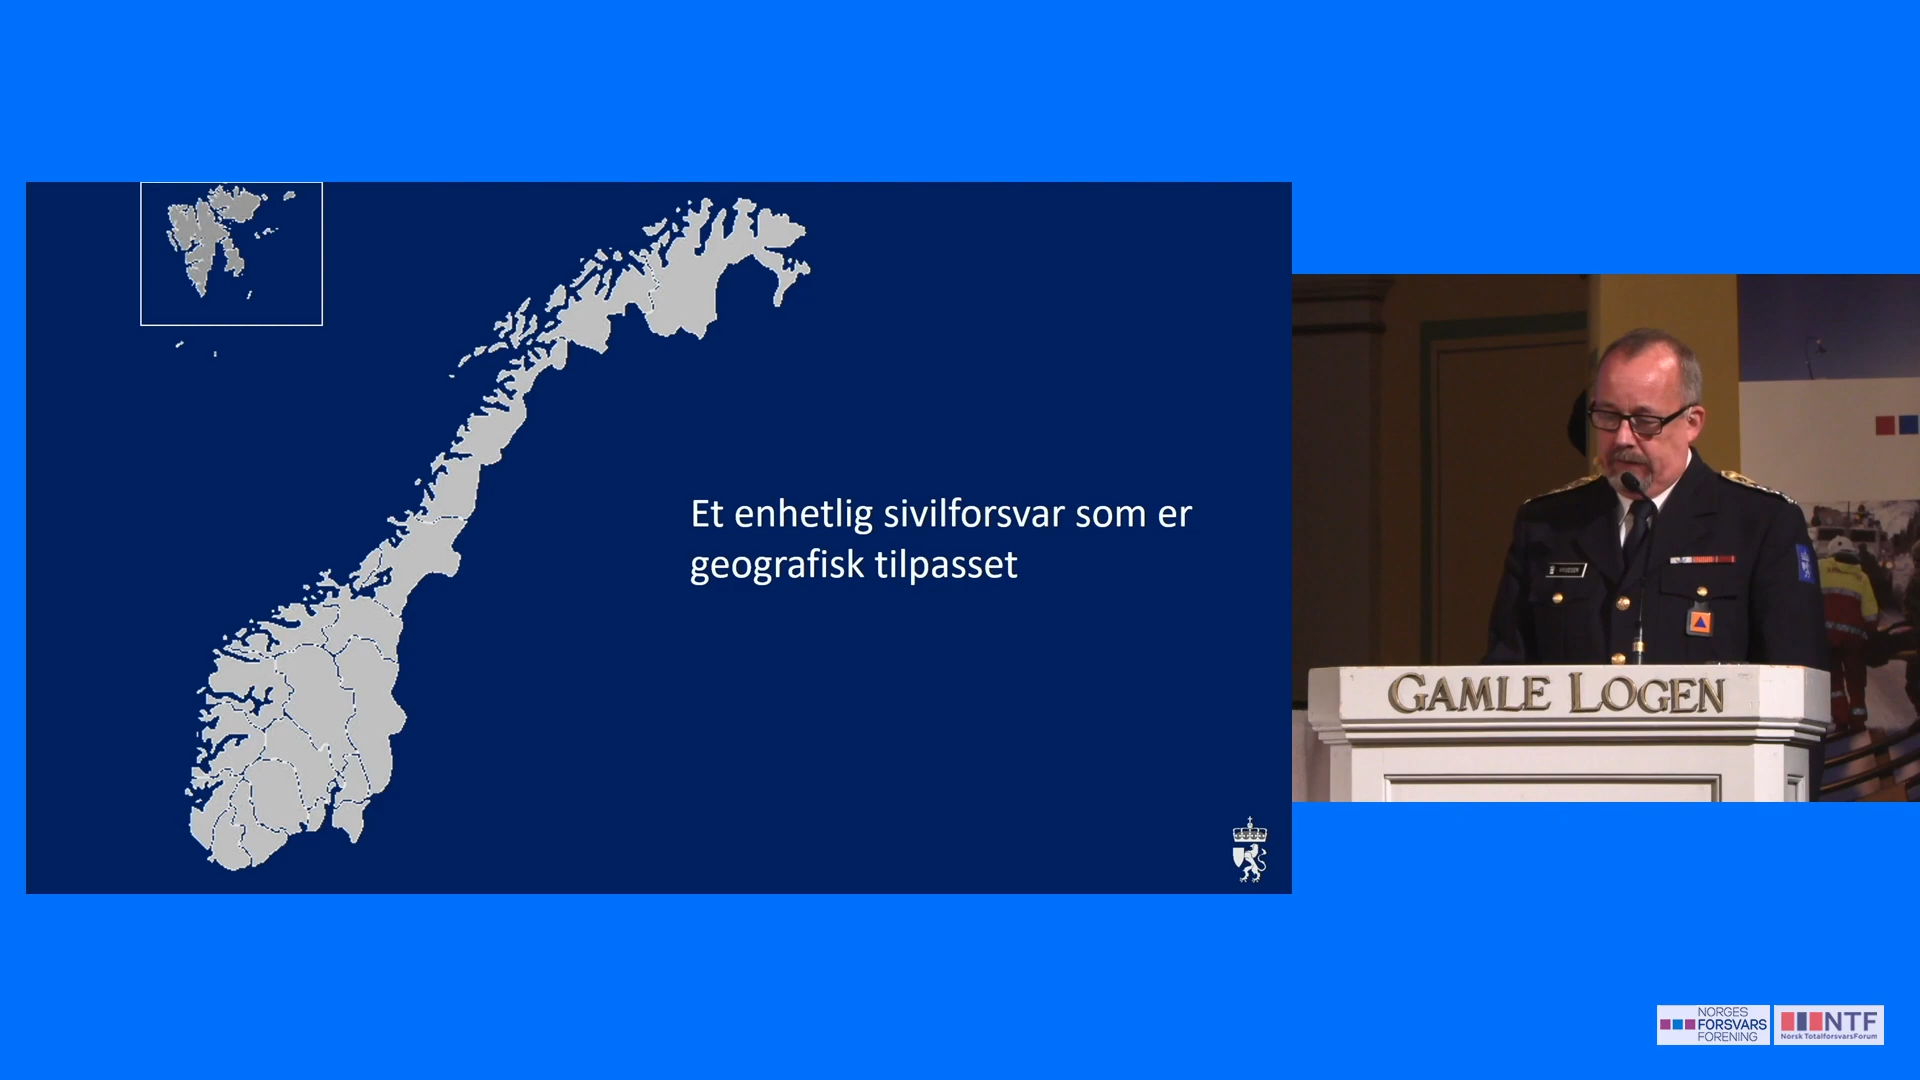 Et enhetlig sivilforsvar som er
geografisk tilpasset
GAMLE LOGEN
NORGES
FORSVARS
FORENING
NTF
Norsk TotalforsvarsForum